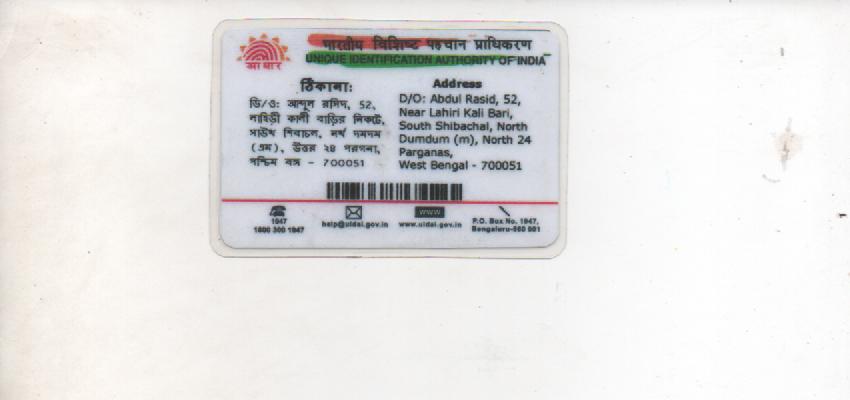 भारतीय विशिष्ट पहचान प्राधिकरण
UNIQUE IDENTIFICATION AUTHORITY OF INDIA
आधार
ঠিকানা:
ডি/ও: আব্দুল রসিদ, 52,
লাহিড়ী কালী বাড়ির নিকটে,
সাউথ শিবাচল, নর্থ দমদম
(এম), উত্তর ২৪ পরগনা,
পশ্চিম বঙ্গ - 700051
Address
D/O: Abdul Rasid, 52,
Near Lahiri Kali Bari,
South Shibachal, North
Dumdum (m), North 24
Parganas,
West Bengal - 700051
1947
1800 300 1947
help@uidai.gov.in
www
www.uidai.gov.in
P.O. Box No. 1947,
Bengaluru-560 001